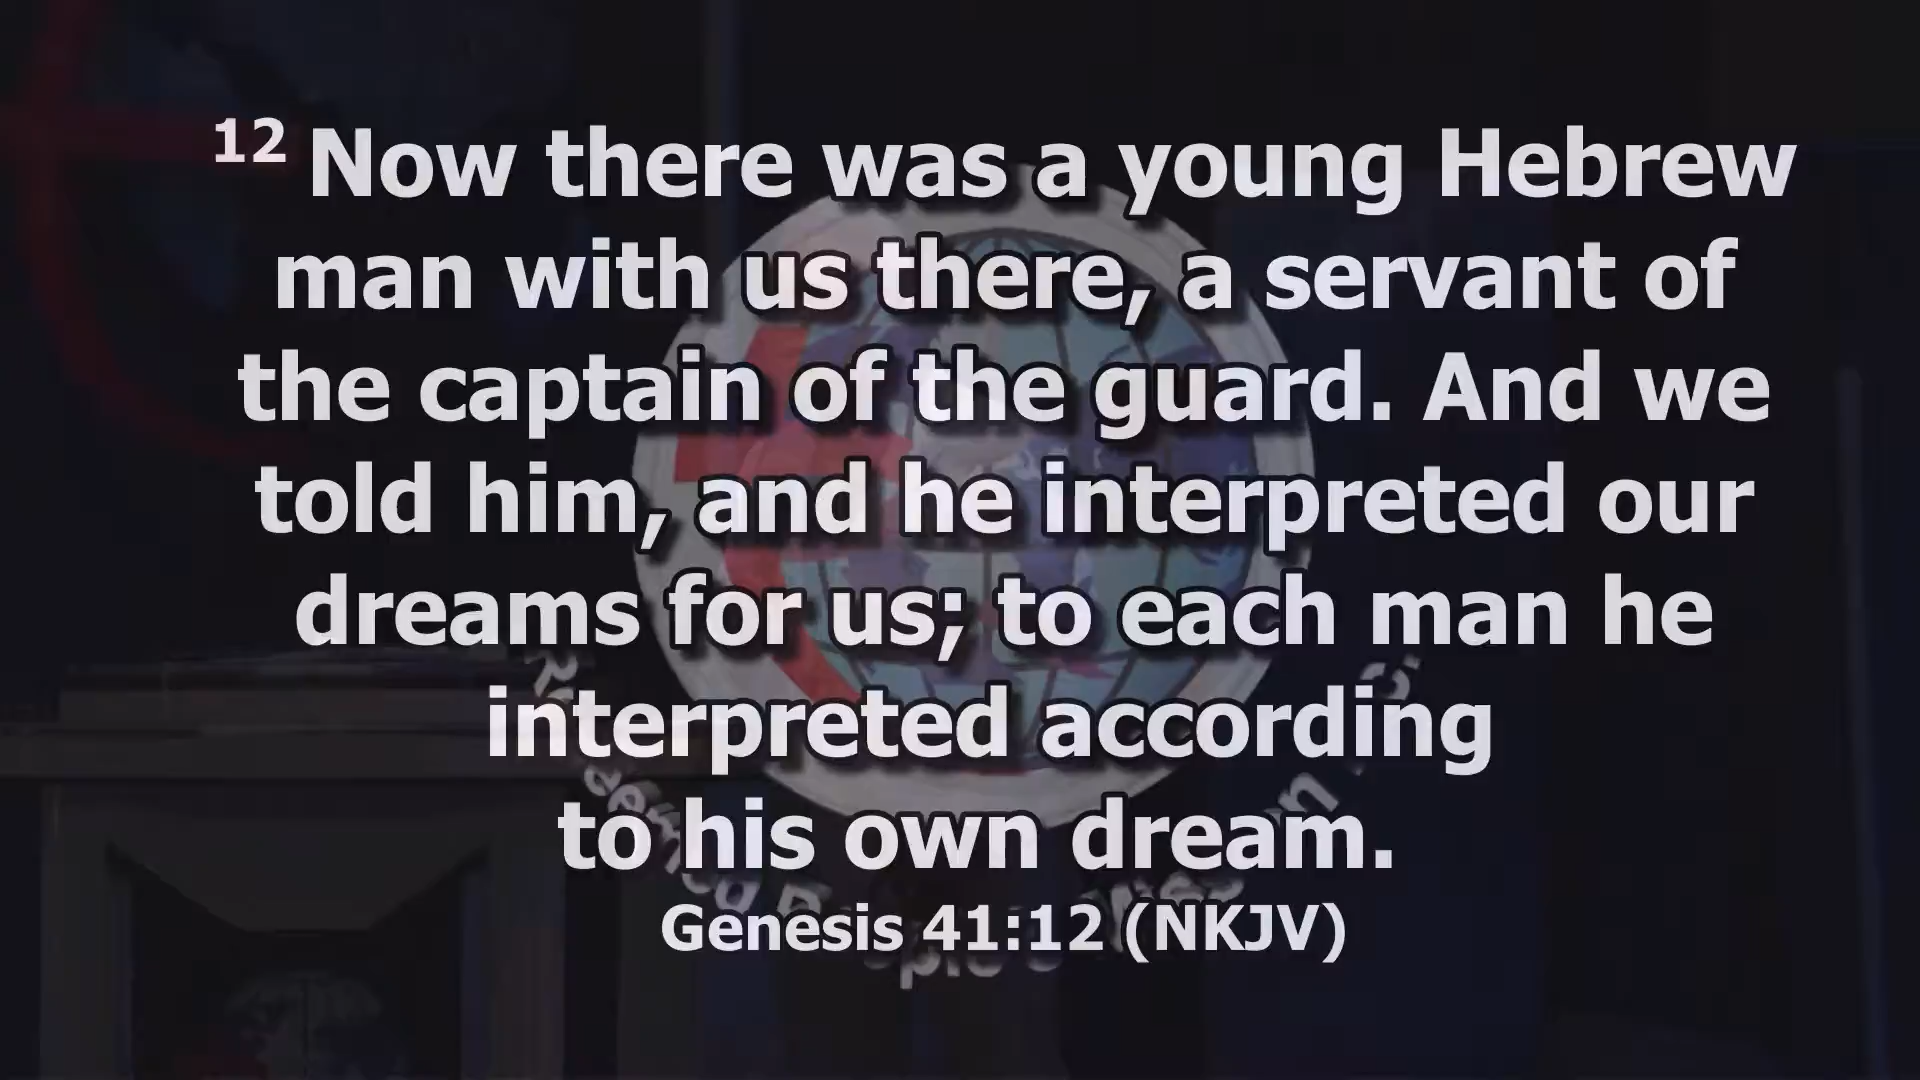 12 Now there was a young Hebrew
man with us there, a servant of
the captain of the guard. And we
told him, and he interpreted our
dreams for us; to each man he
interpreted according
to his own dream.
Genesis 41:12 (NKJV)